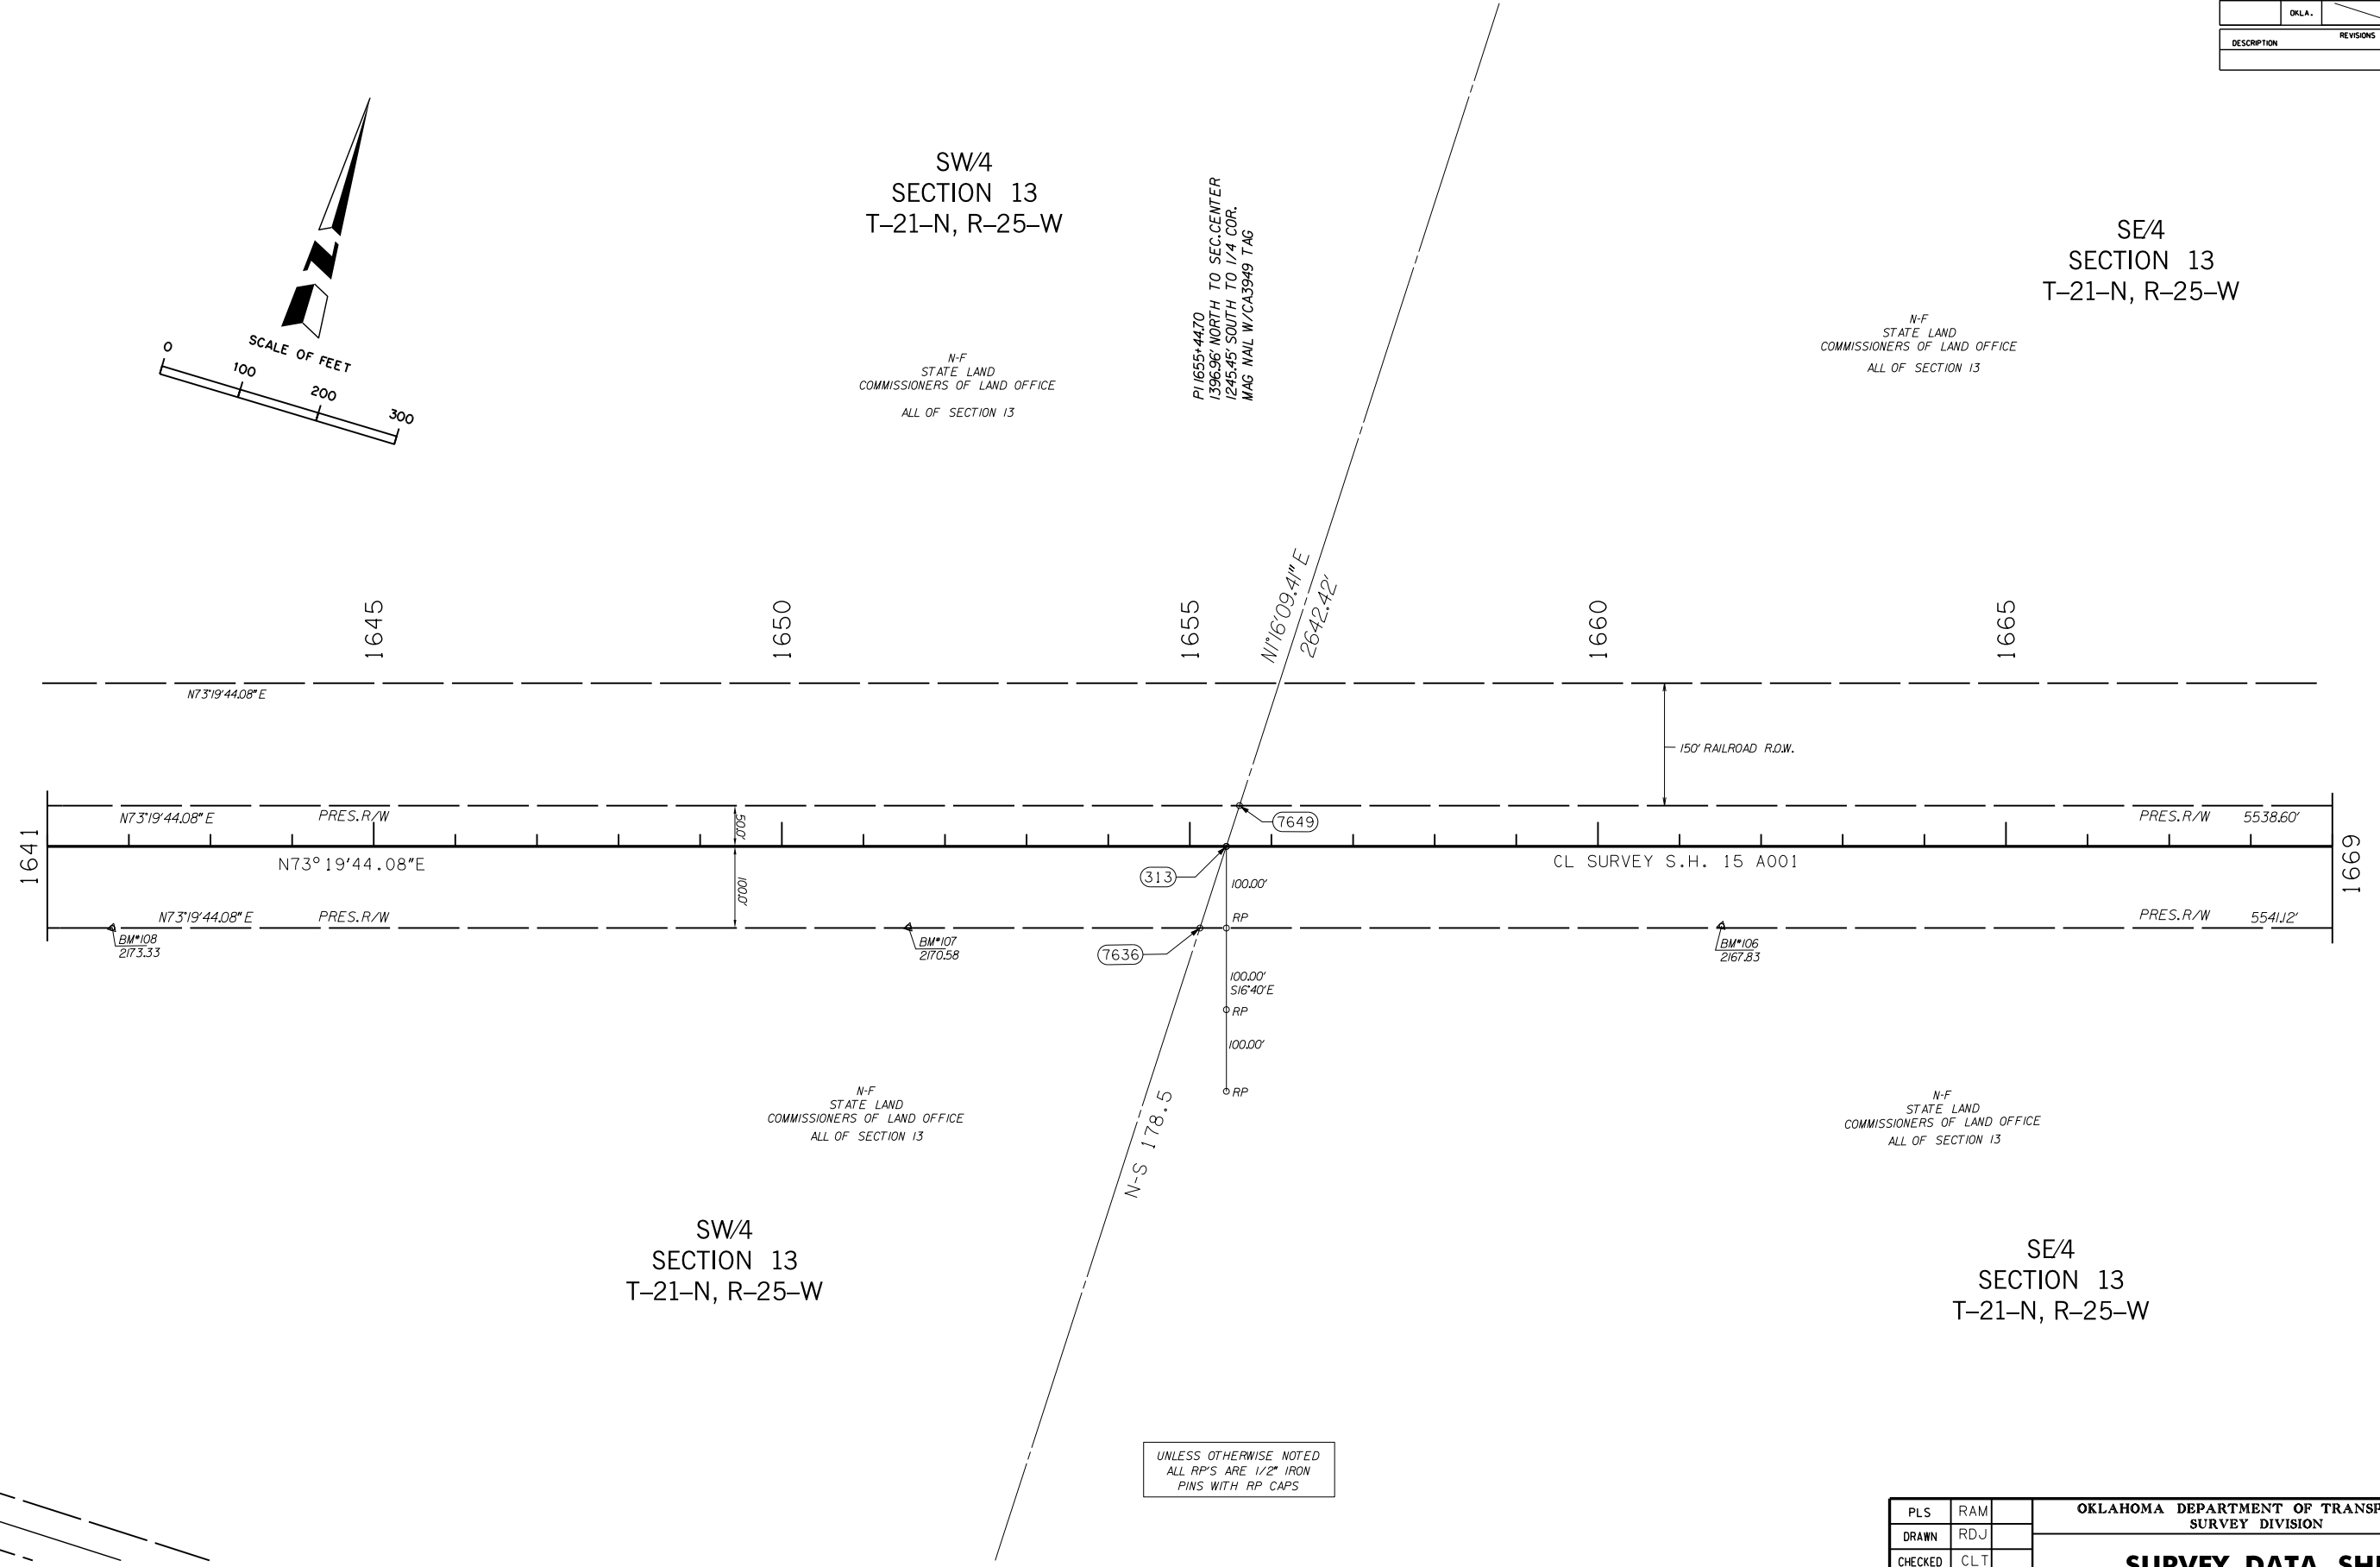 OKLA.
REVISIONS
DESCRIPTION
SW/4
SECTION 13
T-21-N, R-25-W
SE/4
SECTION 13
T-21-N, R-25-W
PI 1655+44.70
1396.96' NORTH TO SEC.CENTER
1245.45' SOUTH TO 1/4 COR.
MAG NAIL W/CA3949 TAG
N-F
STATE LAND
COMMISSIONERS OF LAND OFFICE
ALL OF SECTION 13
N-F
STATE LAND
COMMISSIONERS OF LAND OFFICE
ALL OF SECTION 13
N
SCALE OF FEET
0
100
200
300
1645
1650
1655
1660
1665
N1°16'09.41"E
2642.42'
N73°19'44.08"E
150' RAILROAD R.O.W.
1641
N73°19'44.08"E
PRES.R/W
50.0'
7649
PRES.R/W
5538.60'
1669
N73°19'44.08"E
CL SURVEY S.H. 15 A001
313
100.00'
100.0'
N73°19'44.08"E
PRES.R/W
RP
PRES.R/W
5541.12'
BM#108
2173.33
BM#107
2170.58
7636
BM#106
2167.83
100.00'
S16°40'E
RP
100.00'
RP
N-S 178.5
N-F
STATE LAND
COMMISSIONERS OF LAND OFFICE
ALL OF SECTION 13
N-F
STATE LAND
COMMISSIONERS OF LAND OFFICE
ALL OF SECTION 13
SW/4
SECTION 13
T-21-N, R-25-W
SE/4
SECTION 13
T-21-N, R-25-W
UNLESS OTHERWISE NOTED
ALL RP'S ARE 1/2" IRON
PINS WITH RP CAPS
PLS RAM
DRAWN RDJ
CHECKED CLT
OKLAHOMA DEPARTMENT OF TRANSP
SURVEY DIVISION
SURVEY DATA SH